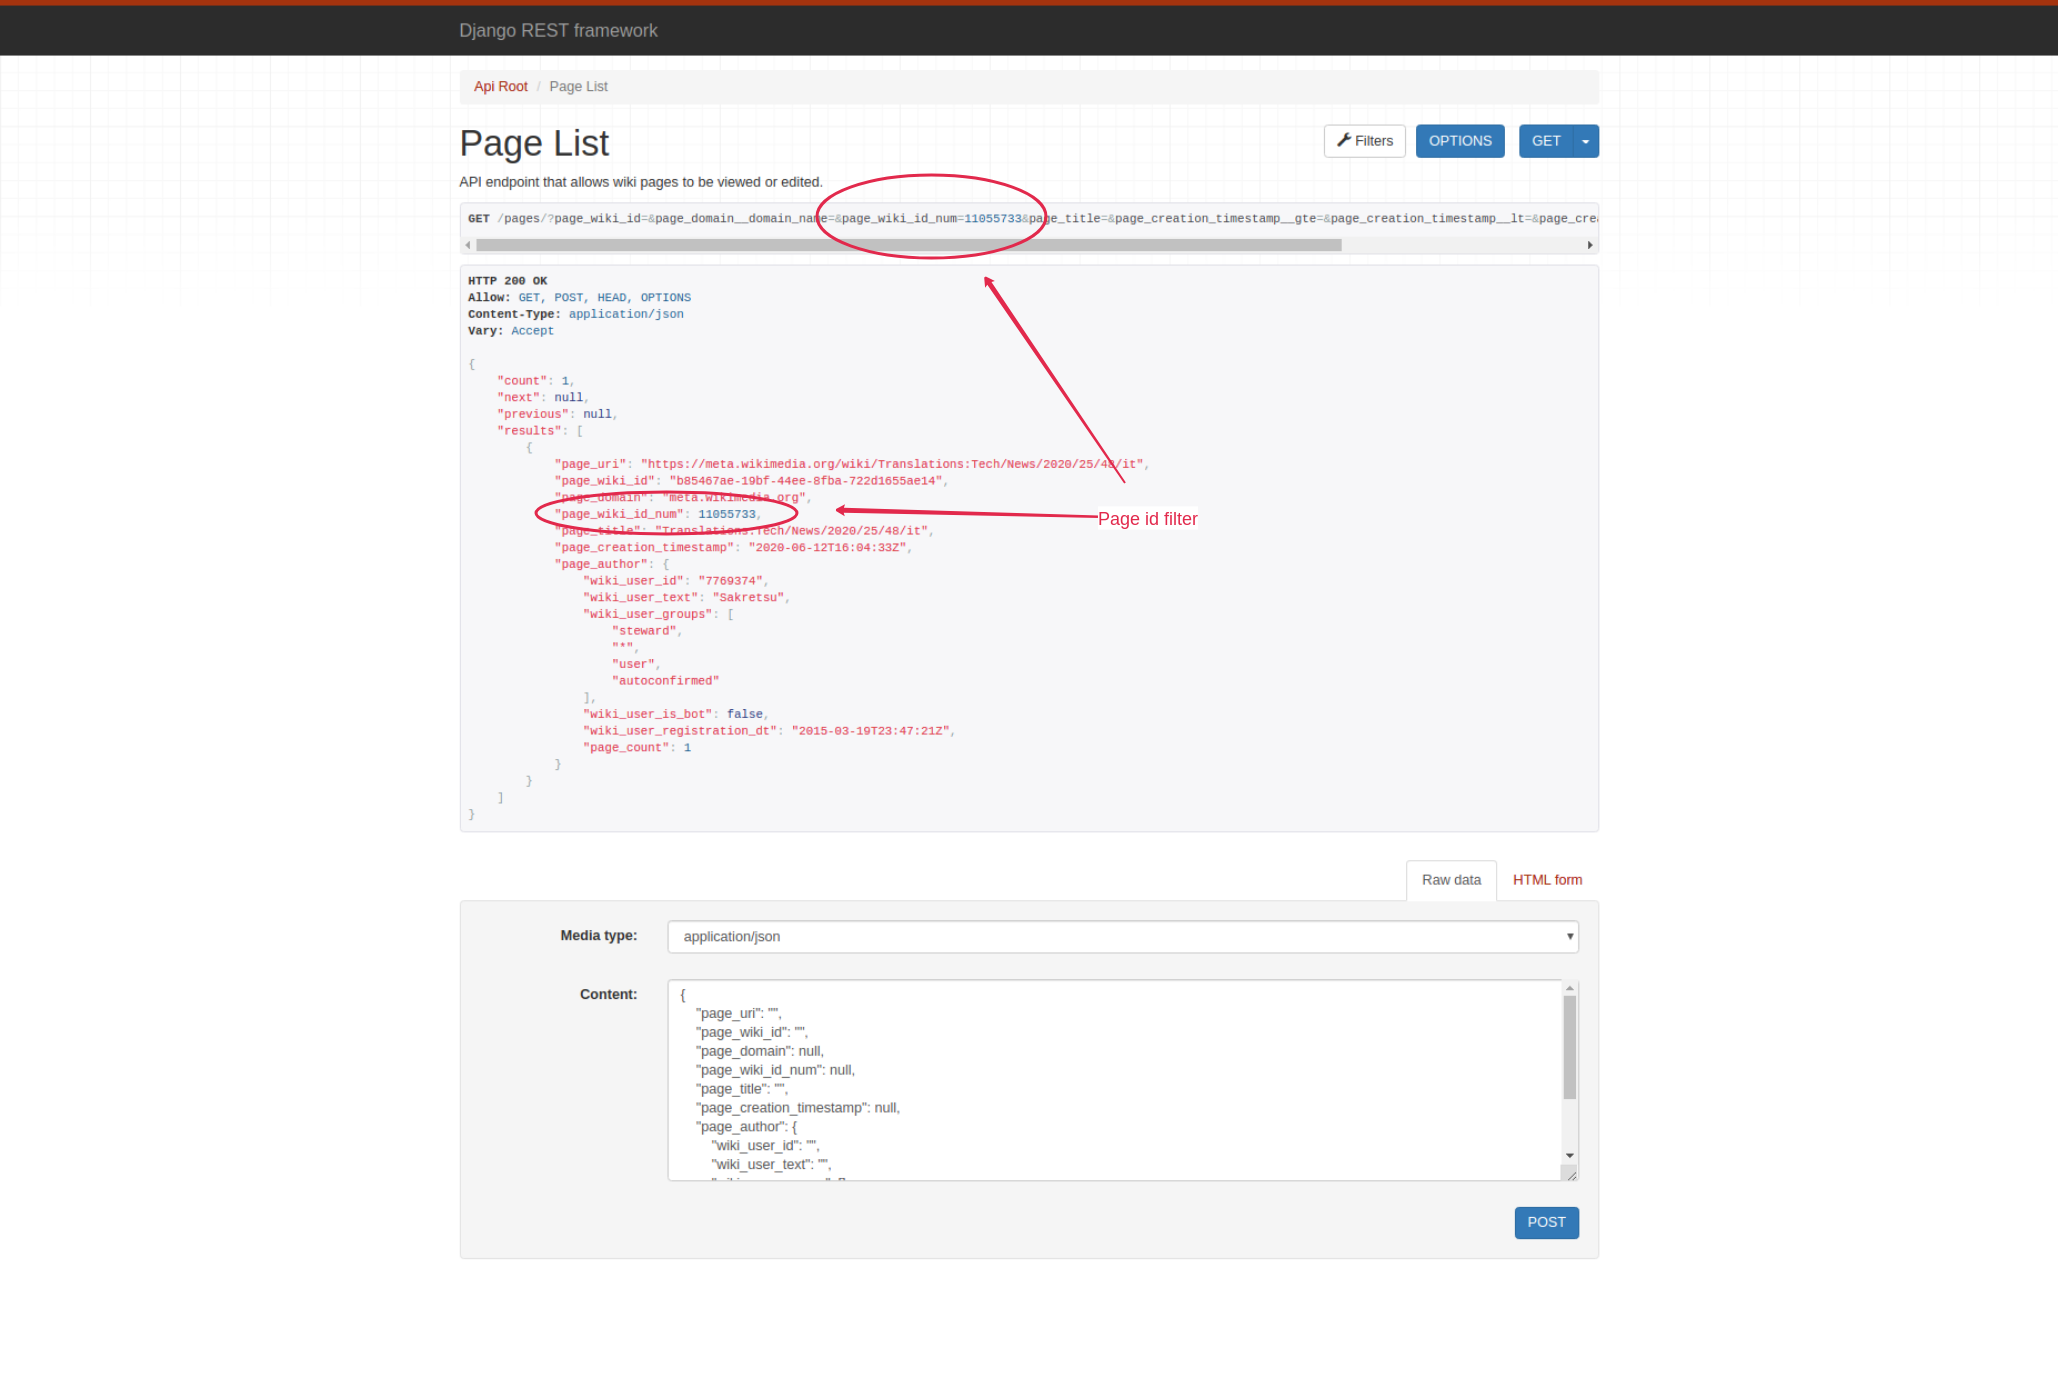 Django REST framework
Api Root / Page List
Page List
Filters
OPTIONS
GET
API endpoint that allows wiki pages to be viewed or edited.
GET /pages/?page_wiki_id=&page_domain__domain_name=&page_wiki_id_num=11055733&page_title=&page_creation_timestamp__gte=&page_creation_timestamp__lt=&page_cre
HTTP 200 OK
Allow: GET, POST, HEAD, OPTIONS
Content-Type: application/json
Vary: Accept
{
    "count": 1,
    "next": null,
    "previous": null,
    "results": [
        {
            "page_uri": "https://meta.wikimedia.org/wiki/Translations:Tech/News/2020/25/48/it",
            "page_wiki_id": "b85467ae-19bf-44ee-8fba-722d1655ae14",
            "page_domain": "meta.wikimedia.org",
            "page_wiki_id_num": 11055733,
            "page_title": "Translations:Tech/News/2020/25/48/it",
            "page_creation_timestamp": "2020-06-12T16:04:33Z",
            "page_author": {
                "wiki_user_id": "7769374",
                "wiki_user_text": "Sakretsu",
                "wiki_user_groups": [
                    "steward",
                    "*",
                    "user",
                    "autoconfirmed"
                ],
                "wiki_user_is_bot": false,
                "wiki_user_registration_dt": "2015-03-19T23:47:21Z",
                "page_count": 1
            }
        }
    ]
}
Page id filter
Raw data
HTML form
Media type:
application/json
Content:
{
    "page_uri": "",
    "page_wiki_id": "",
    "page_domain": null,
    "page_wiki_id_num": null,
    "page_title": "",
    "page_creation_timestamp": null,
    "page_author": {
        "wiki_user_id": "",
        "wiki_user_text": "",
POST